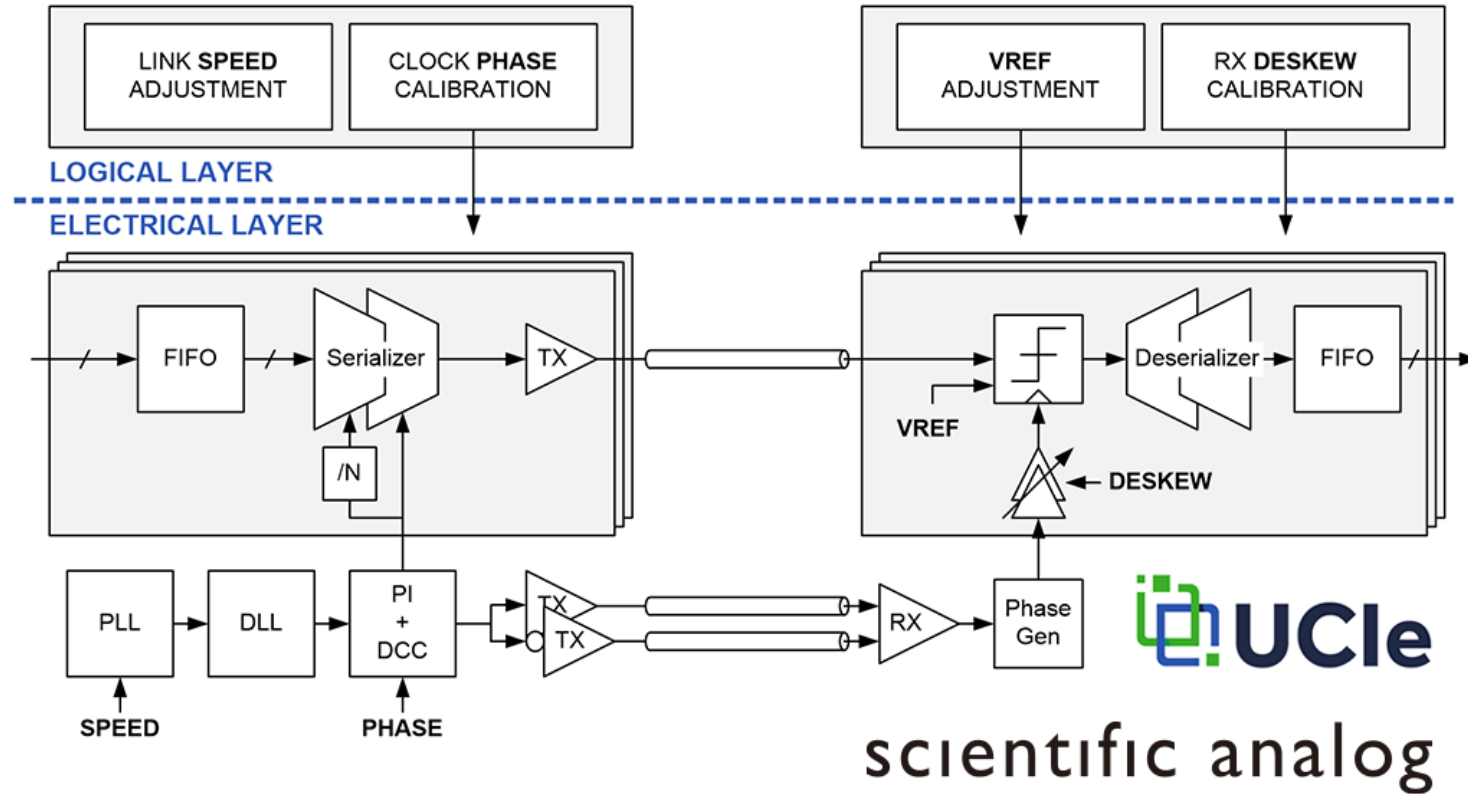 LINK SPEED
ADJUSTMENT
CLOCK PHASE
CALIBRATION
VREF
ADJUSTMENT
RX DESKEW
CALIBRATION
LOGICAL LAYER
ELECTRICAL LAYER
FIFO
Serializer
TX
/N
VREF
Deserializer
FIFO
DESKEW
PLL
DLL
PI
+
DCC
TX
TX
RX
Phase
Gen
SPEED
PHASE
UCIe
scientific analog